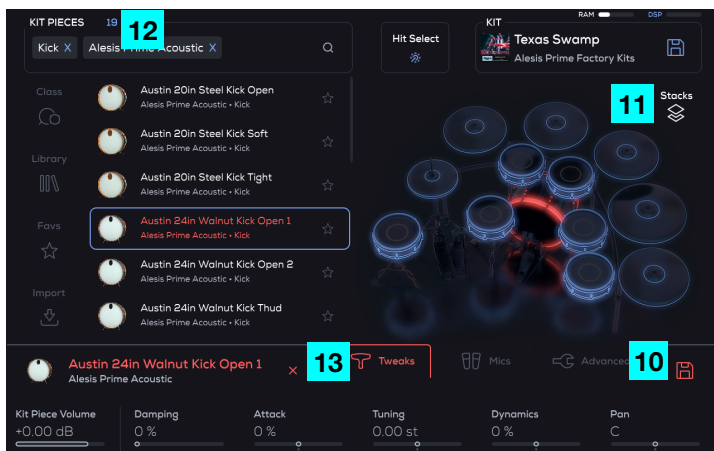 RAM DSP
KIT PIECES 19 12
KIT
Kick X Alesis Prime Acoustic X
Hit Select
Texas Swamp
Alesis Prime Factory Kits
Class
Library
Favs
Import
Austin 20in Steel Kick Open
Alesis Prime Acoustic • Kick
Austin 20in Steel Kick Soft
Alesis Prime Acoustic • Kick
Austin 20in Steel Kick Tight
Alesis Prime Acoustic • Kick
Austin 24in Walnut Kick Open 1
Alesis Prime Acoustic • Kick
Austin 24in Walnut Kick Open 2
Alesis Prime Acoustic • Kick
Austin 24in Walnut Kick Thud
Alesis Prime Acoustic • Kick
11 Stacks
Austin 24in Walnut Kick Open 1 ×
Alesis Prime Acoustic
13 Tweaks Mics Advanced 10
Kit Piece Volume Damping Attack Tuning Dynamics Pan
+0.00 dB 0 % 0 % 0.00 st 0 % C